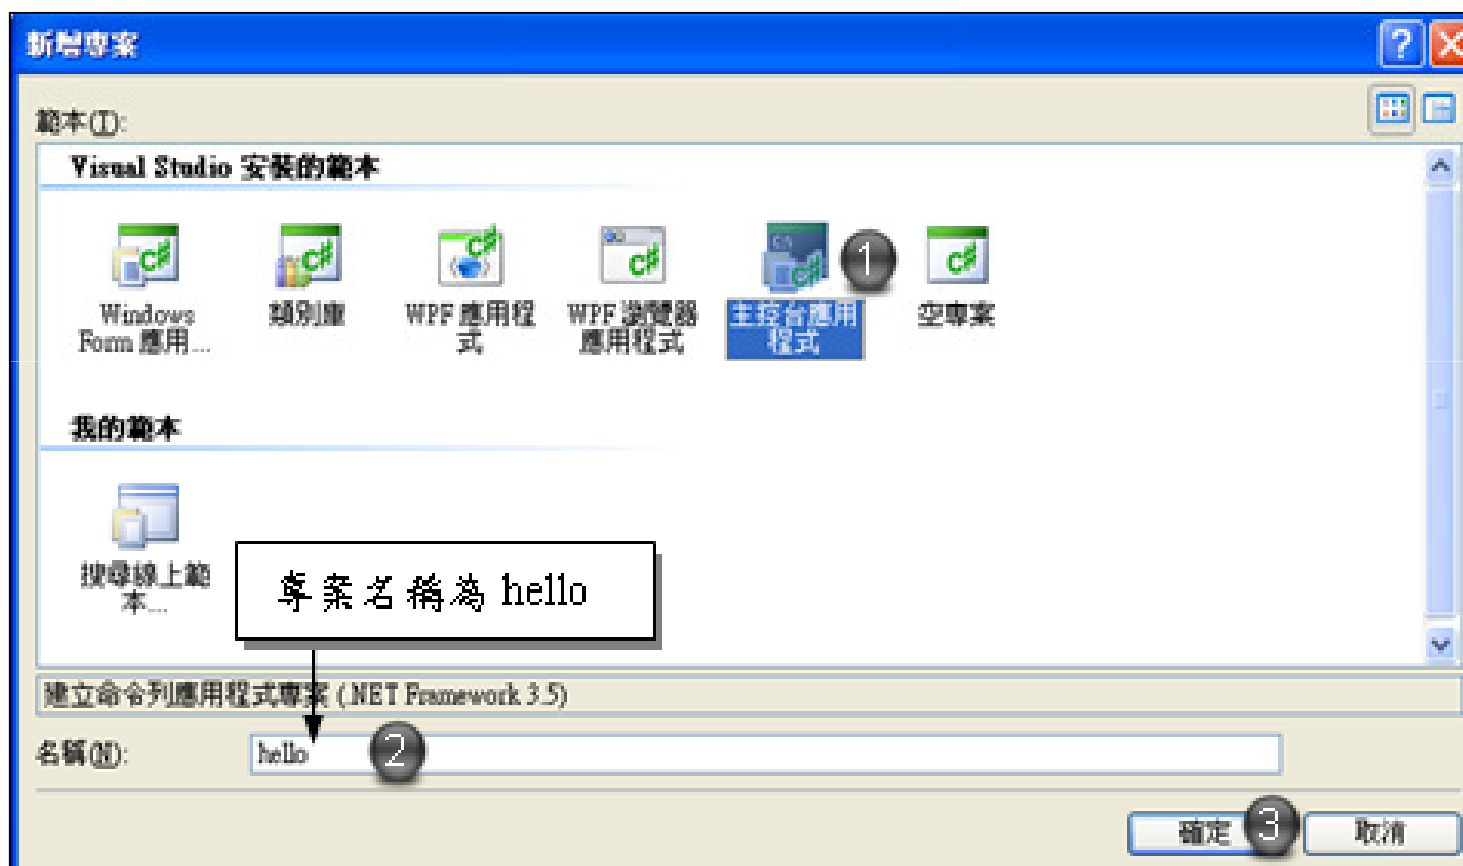 新增專案
範本(T):
Visual Studio 安裝的範本
Windows
Form 應用...
類別庫
WPF 應用程
式
WPF 瀏覽器
應用程式
主控台應用
程式
1
空專案
我的範本
搜尋線上範
本...
專案名稱為 hello
建立命令列應用程式專案 (.NET Framework 3.5)
名稱(N):
hello
2
確定
3
取消